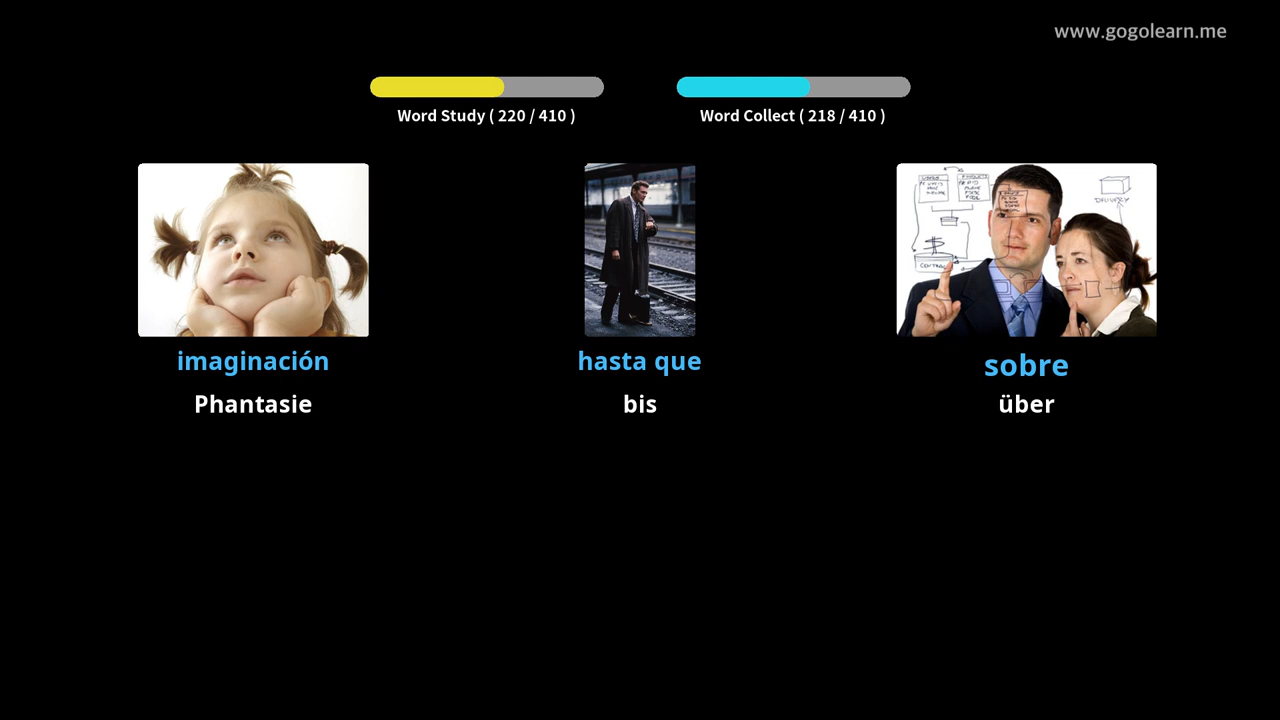 www.gogolearn.me
Word Study ( 220 / 410 )
Word Collect ( 218 / 410 )
imaginación
hasta que
sobre
Phantasie
bis
über